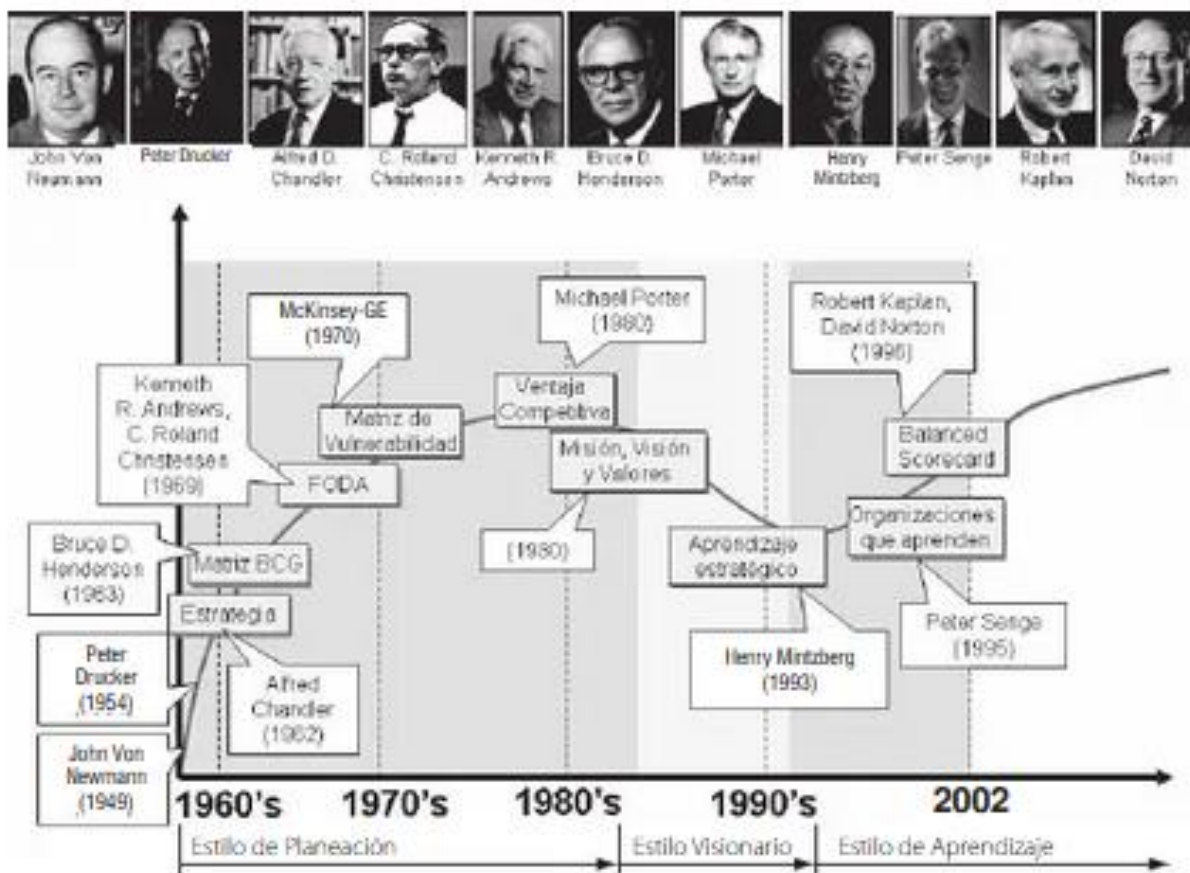 John Von
Neumann
Peter Drucker
Alfred D.
Chandler
C. Rolland
Christensen
Kenneth R.
Andrews
Bruce D.
Henderson
Michael
Porter
Henry
Mintzberg
Peter Senge
Robert
Kaplan
David
Norton
McKinsey-GE
(1970)
Michael Porter
(1980)
Robert Kaplan,
David Norton
(1996)
Kenneth
R. Andrews,
C. Roland
Christensen
(1969)
Matriz de
Vulnerabilidad
Ventaja
Competitiva
Misión, Visión
y Valores
Balanced
Scorecard
FODA
(1980)
Aprendizaje
estratégico
Organizaciones
que aprenden
Bruce D.
Henderson
(1963)
Matriz BCG
Estrategia
Peter
Drucker
(1954)
Alfred
Chandler
(1962)
Henry Mintzberg
(1993)
Peter Senge
(1995)
John Von
Newmann
(1949)
1960's
1970's
1980's
1990's
2002
Estilo de Planeación
Estilo Visionario
Estilo de Aprendizaje